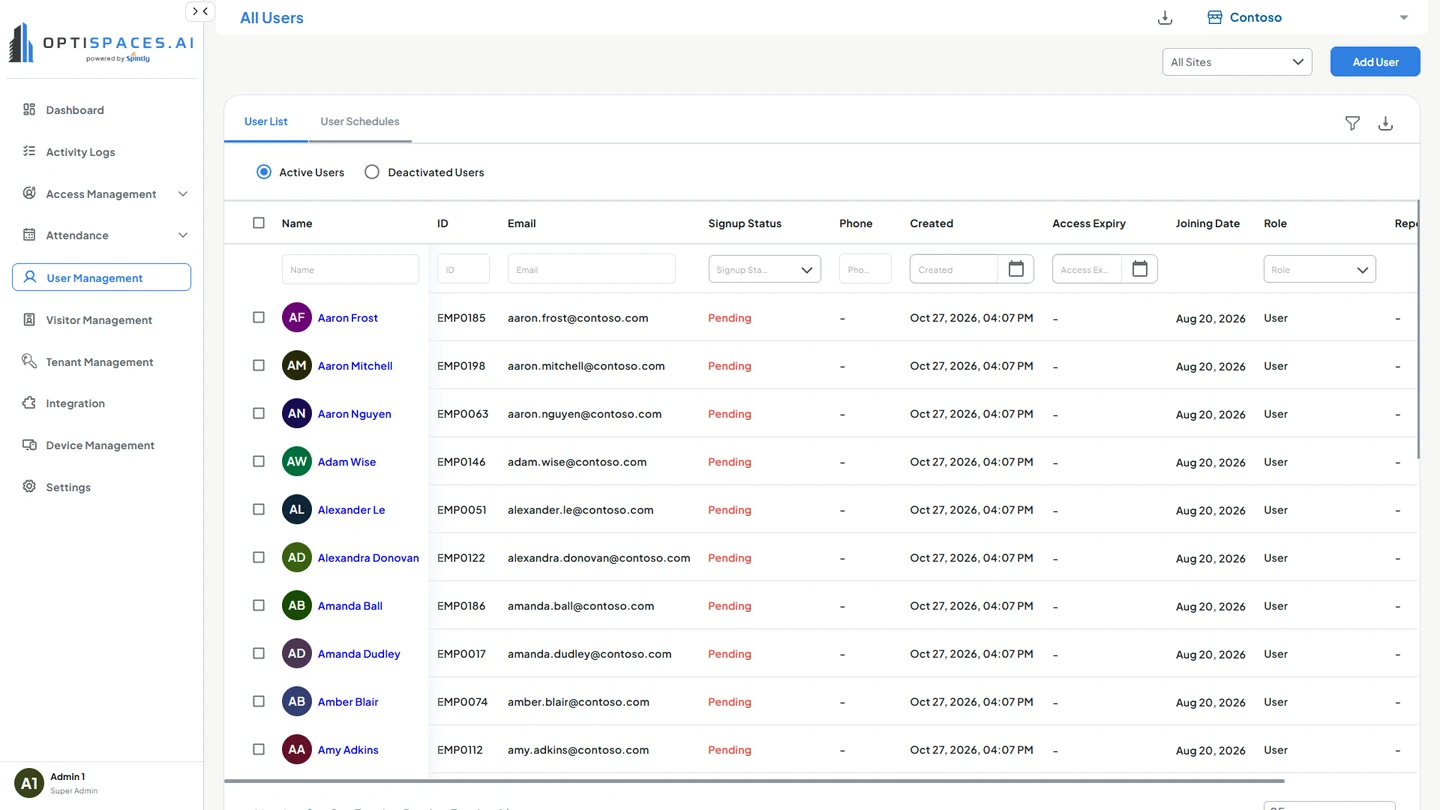 OPTISPACES.AI
powered by Spintly
All Users
Contoso
All Sites
Add User
Dashboard
Activity Logs
Access Management
Attendance
User Management
Visitor Management
Tenant Management
Integration
Device Management
Settings
A1 Admin 1
Super Admin
User List User Schedules
Active Users Deactivated Users
Name ID Email Signup Status Phone Created Access Expiry Joining Date Role Repo
Name ID Email Signup Sta... Pho... Created Access Ex... Role
AF Aaron Frost EMP0185 aaron.frost@contoso.com Pending - Oct 27, 2026, 04:07 PM - Aug 20, 2026 User -
AM Aaron Mitchell EMP0198 aaron.mitchell@contoso.com Pending - Oct 27, 2026, 04:07 PM - Aug 20, 2026 User -
AN Aaron Nguyen EMP0063 aaron.nguyen@contoso.com Pending - Oct 27, 2026, 04:07 PM - Aug 20, 2026 User -
AW Adam Wise EMP0146 adam.wise@contoso.com Pending - Oct 27, 2026, 04:07 PM - Aug 20, 2026 User -
AL Alexander Le EMP0051 alexander.le@contoso.com Pending - Oct 27, 2026, 04:07 PM - Aug 20, 2026 User -
AD Alexandra Donovan EMP0122 alexandra.donovan@contoso.com Pending - Oct 27, 2026, 04:07 PM - Aug 20, 2026 User -
AB Amanda Ball EMP0186 amanda.ball@contoso.com Pending - Oct 27, 2026, 04:07 PM - Aug 20, 2026 User -
AD Amanda Dudley EMP0017 amanda.dudley@contoso.com Pending - Oct 27, 2026, 04:07 PM - Aug 20, 2026 User -
AB Amber Blair EMP0074 amber.blair@contoso.com Pending - Oct 27, 2026, 04:07 PM - Aug 20, 2026 User -
AA Amy Adkins EMP0112 amy.adkins@contoso.com Pending - Oct 27, 2026, 04:07 PM - Aug 20, 2026 User -